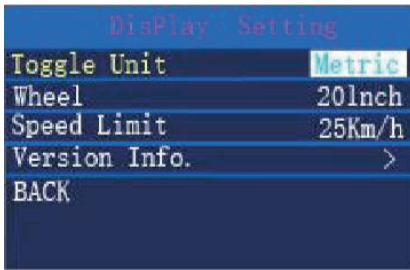 DisPlay Setting
Toggle Unit Metric
Wheel 20Inch
Speed Limit 25Km/h
Version Info. >
BACK